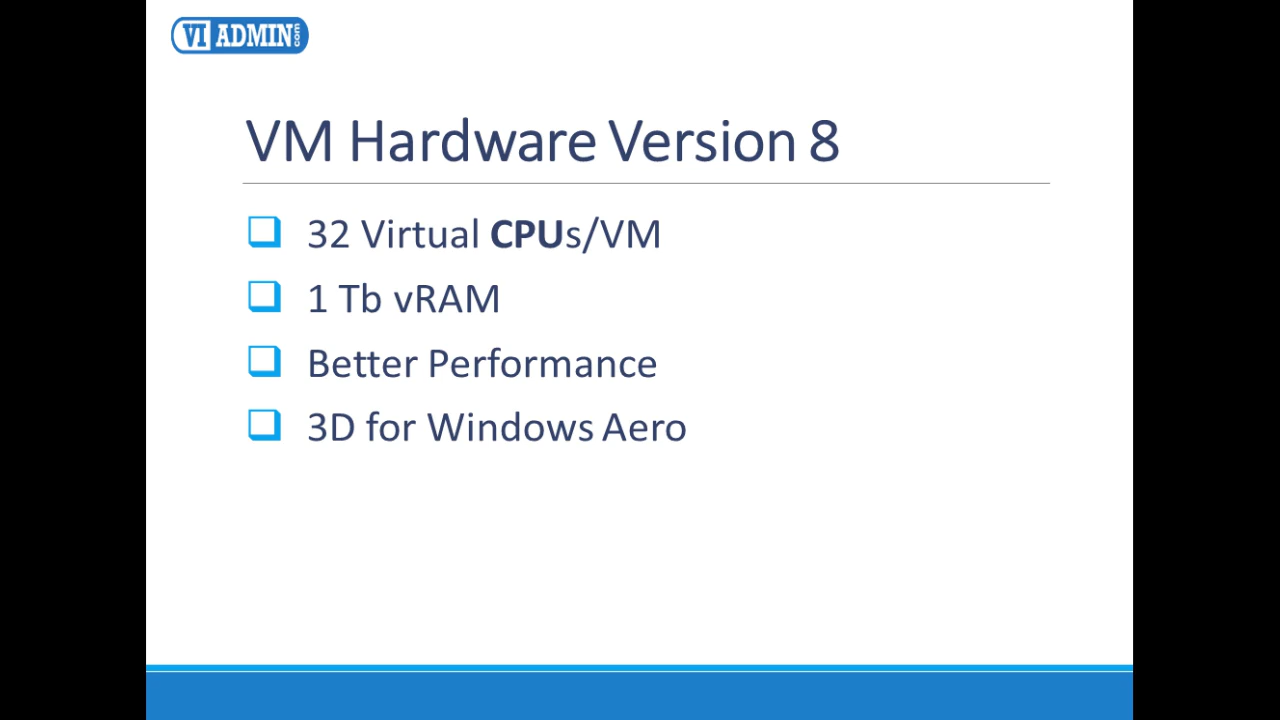 VI ADMIN .com
VM Hardware Version 8
32 Virtual CPUs/VM
1 Tb vRAM
Better Performance
3D for Windows Aero